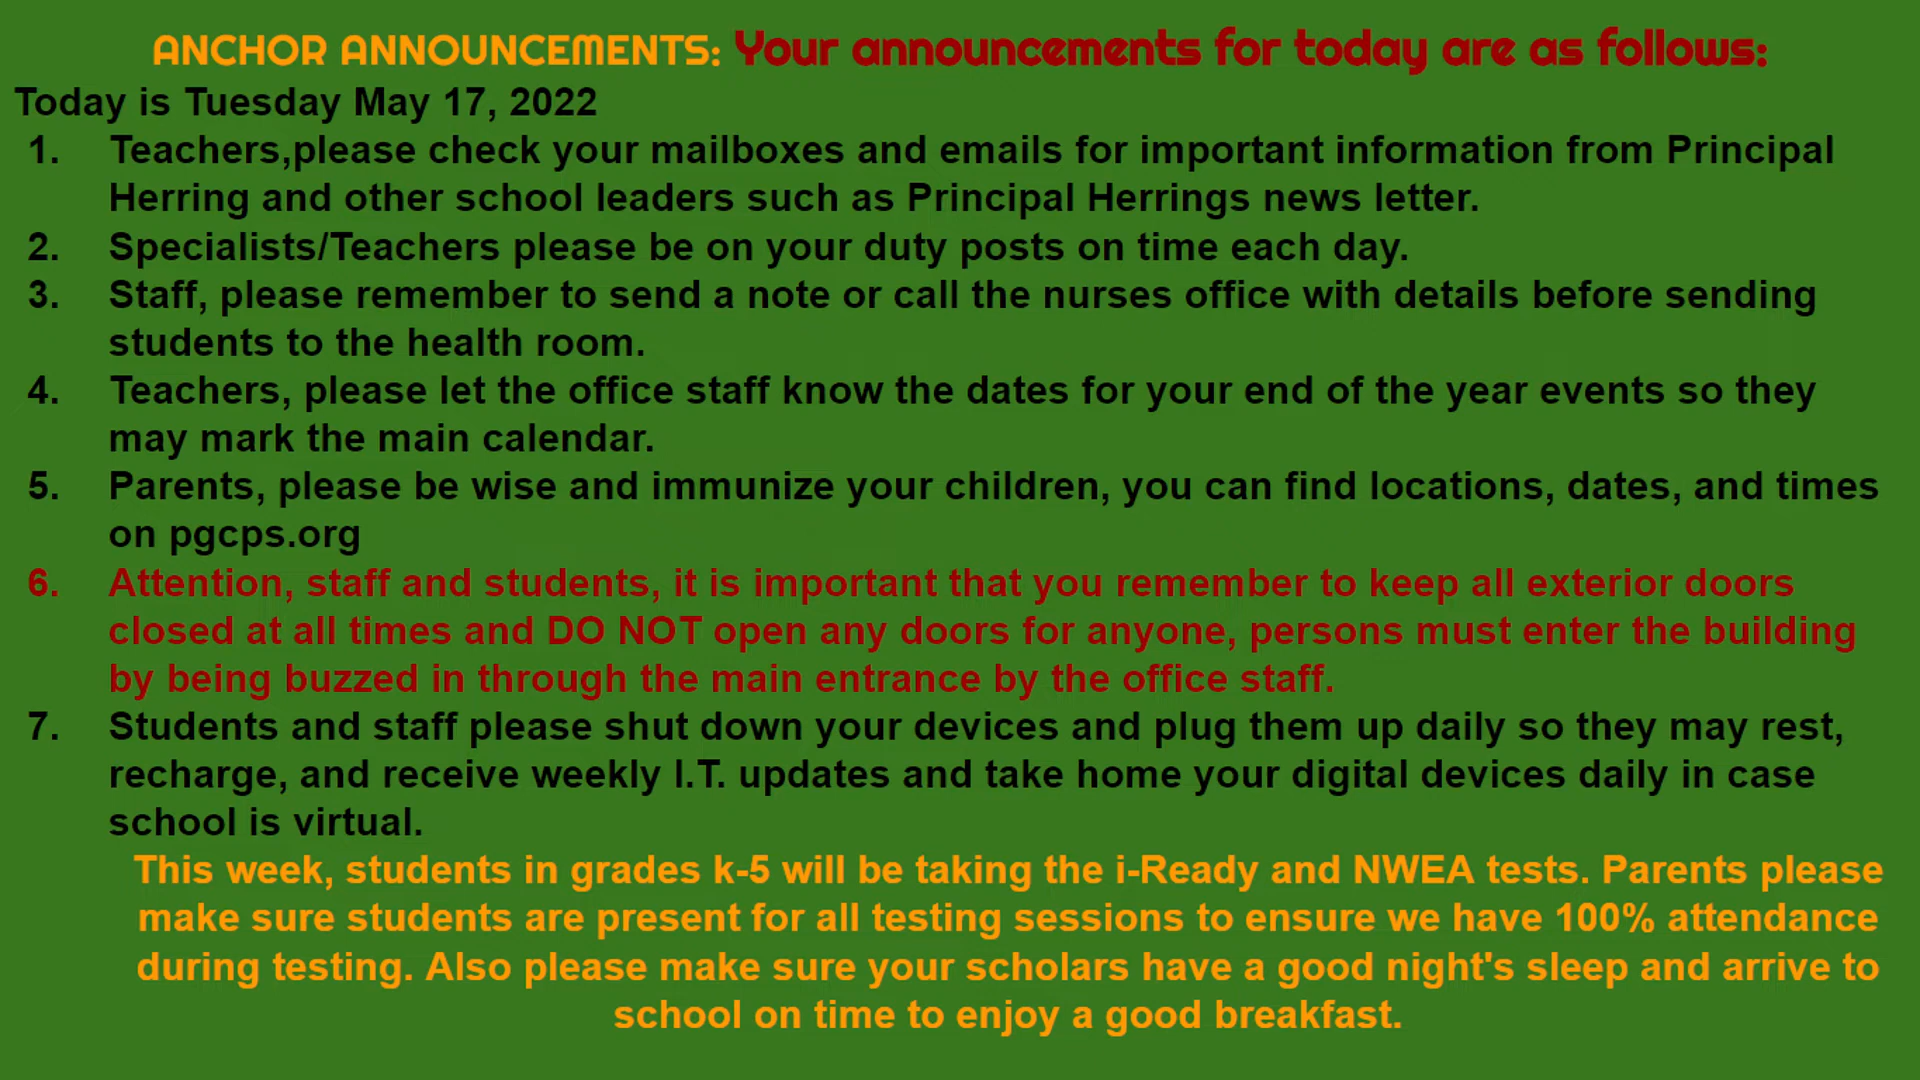 ANCHOR ANNOUNCEMENTS: Your announcements for today are as follows:
Today is Tuesday May 17, 2022
1. Teachers,please check your mailboxes and emails for important information from Principal
Herring and other school leaders such as Principal Herrings news letter.
2. Specialists/Teachers please be on your duty posts on time each day.
3. Staff, please remember to send a note or call the nurses office with details before sending
students to the health room.
4. Teachers, please let the office staff know the dates for your end of the year events so they
may mark the main calendar.
5. Parents, please be wise and immunize your children, you can find locations, dates, and times
on pgcps.org
6. Attention, staff and students, it is important that you remember to keep all exterior doors
closed at all times and DO NOT open any doors for anyone, persons must enter the building
by being buzzed in through the main entrance by the office staff.
7. Students and staff please shut down your devices and plug them up daily so they may rest,
recharge, and receive weekly I.T. updates and take home your digital devices daily in case
school is virtual.
This week, students in grades k-5 will be taking the i-Ready and NWEA tests. Parents please
make sure students are present for all testing sessions to ensure we have 100% attendance
during testing. Also please make sure your scholars have a good night's sleep and arrive to
school on time to enjoy a good breakfast.